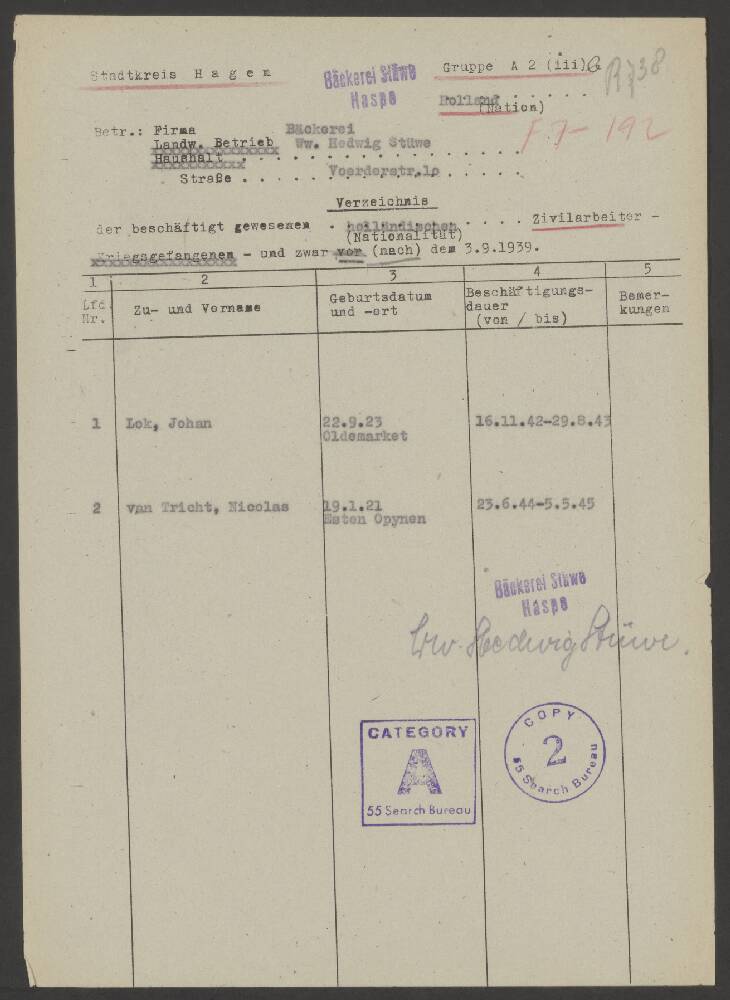 Stadtkreis Hagen
Bäckerei Stüwe
Haspe
Gruppe A 2 (iii)G
R738
Holland
(Nation)
F7-192
Betr.: Firma Bäckerei
Landw. Betrieb Ww. Hedwig Stüwe
Haushalt
Straße . . . . . . Voerderstr.1o
Verzeichnis
der beschäftigt gewesenen . holländischen . . . . Zivilarbeiter -
(Nationalität)
Kriegsgefangenen - und zwar vor (nach) dem 3.9.1939.
1 2 3 4 5
Lfd. Nr. Zu- und Vorname Geburtsdatum und -ort Beschäftigungs-dauer (von / bis) Bemer-kungen
1 Lok, Johan 22.9.23 16.11.42-29.8.43
Oldemarket
2 van Tricht, Nicolas 19.1.21 23.6.44-5.5.45
Esten Opynen
Bäckerei Stüwe
Haspe
Ww. Hedwig Stüwe.
CATEGORY
A
55 Search Bureau
COPY
2
55 Search Bureau